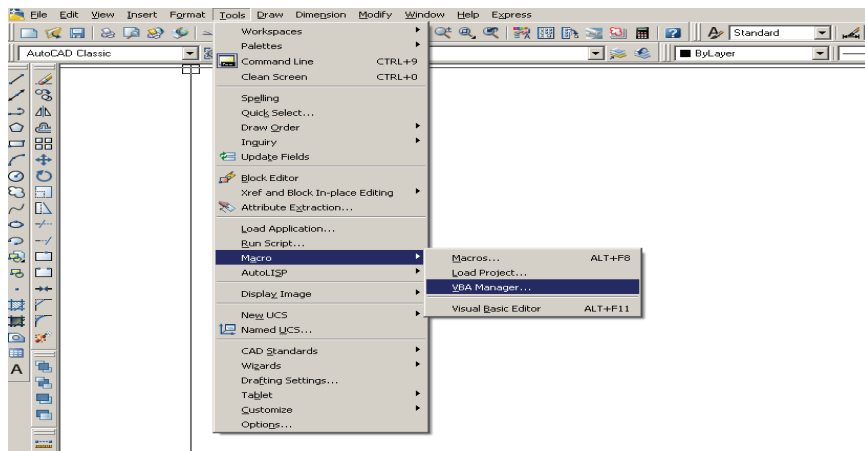 File Edit View Insert Format Tools Draw Dimension Modify Window Help Express
Standard
AutoCAD Classic
ByLayer
Workspaces
Palettes
Command Line CTRL+9
Clean Screen CTRL+0
Spelling
Quick Select...
Draw Order
Inquiry
Update Fields
Block Editor
Xref and Block In-place Editing
Attribute Extraction...
Load Application...
Run Script...
Macro
AutoLISP
Display Image
New UCS
Named UCS...
CAD Standards
Wizards
Drafting Settings...
Tablet
Customize
Options...
Macros... ALT+F8
Load Project...
VBA Manager...
Visual Basic Editor ALT+F11
A